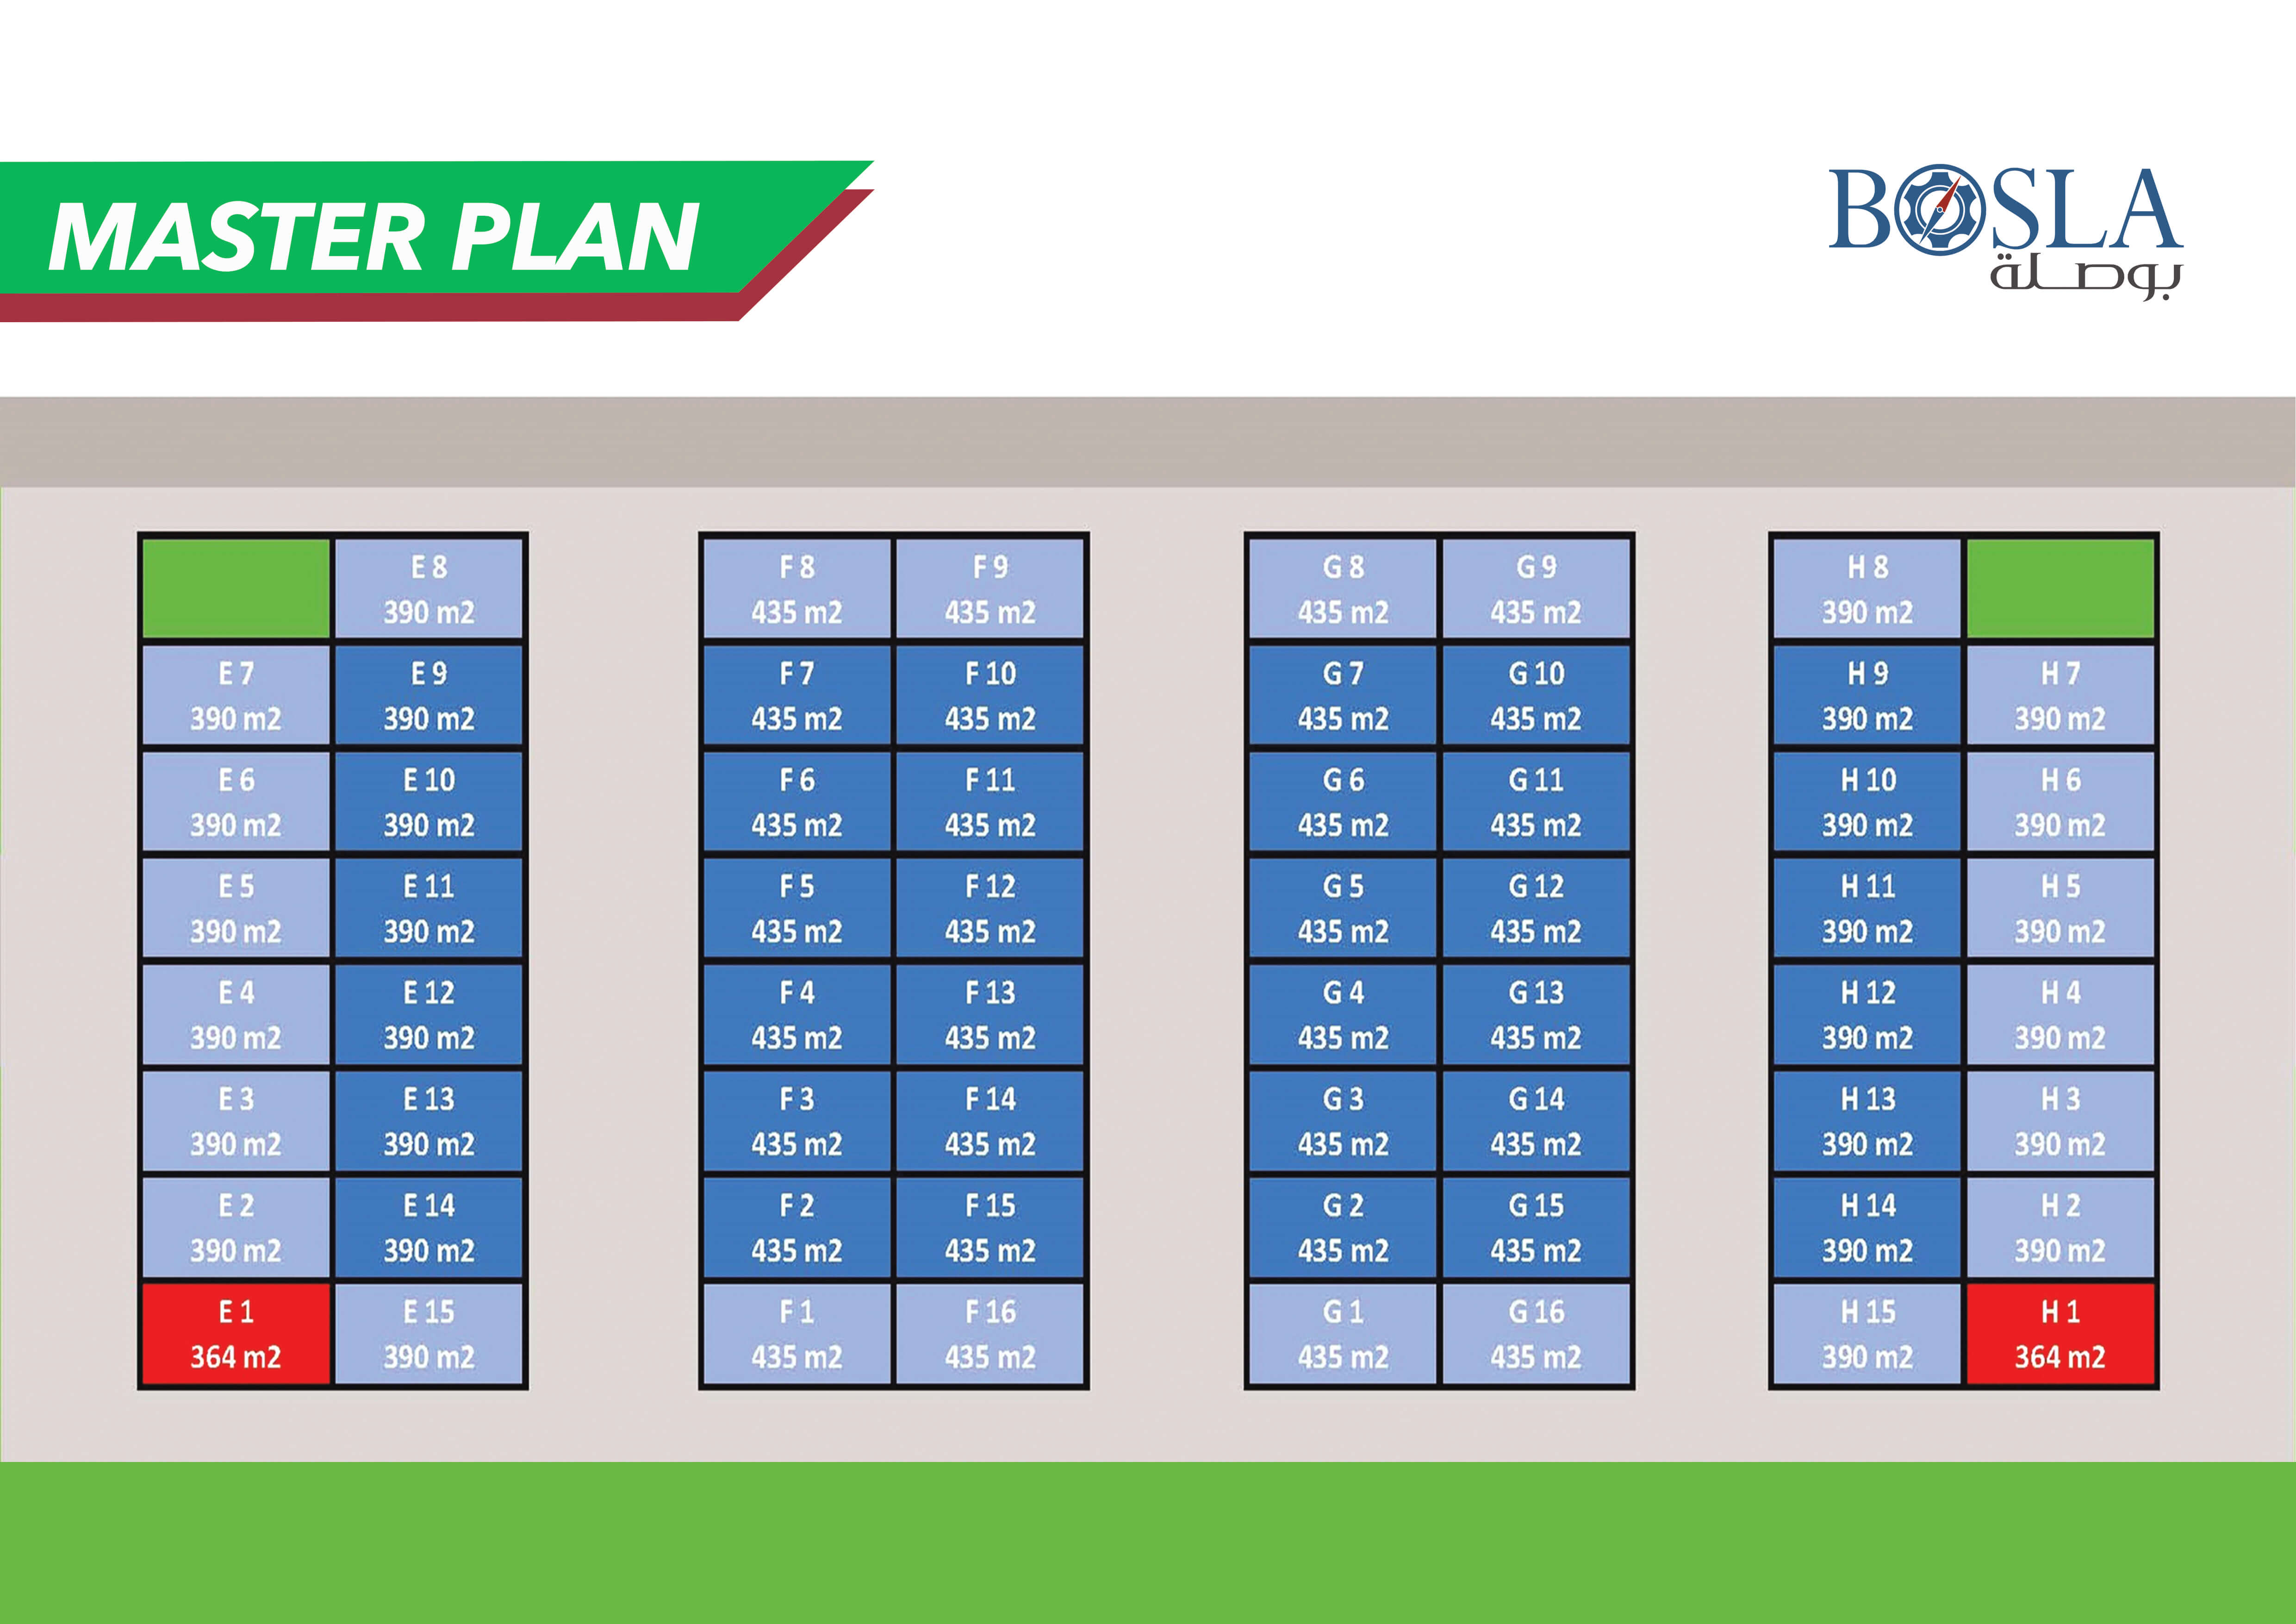 MASTER PLAN
BOSLA
بوصلة
E 8
390 m2
E 7
390 m2
E 9
390 m2
E 6
390 m2
E 10
390 m2
E 5
390 m2
E 11
390 m2
E 4
390 m2
E 12
390 m2
E 3
390 m2
E 13
390 m2
E 2
390 m2
E 14
390 m2
E 1
364 m2
E 15
390 m2
F 8
435 m2
F 9
435 m2
F 7
435 m2
F 10
435 m2
F 6
435 m2
F 11
435 m2
F 5
435 m2
F 12
435 m2
F 4
435 m2
F 13
435 m2
F 3
435 m2
F 14
435 m2
F 2
435 m2
F 15
435 m2
F 1
435 m2
F 16
435 m2
G 8
435 m2
G 9
435 m2
G 7
435 m2
G 10
435 m2
G 6
435 m2
G 11
435 m2
G 5
435 m2
G 12
435 m2
G 4
435 m2
G 13
435 m2
G 3
435 m2
G 14
435 m2
G 2
435 m2
G 15
435 m2
G 1
435 m2
G 16
435 m2
H 8
390 m2
H 9
390 m2
H 7
390 m2
H 10
390 m2
H 6
390 m2
H 11
390 m2
H 5
390 m2
H 12
390 m2
H 4
390 m2
H 13
390 m2
H 3
390 m2
H 14
390 m2
H 2
390 m2
H 15
390 m2
H 1
364 m2